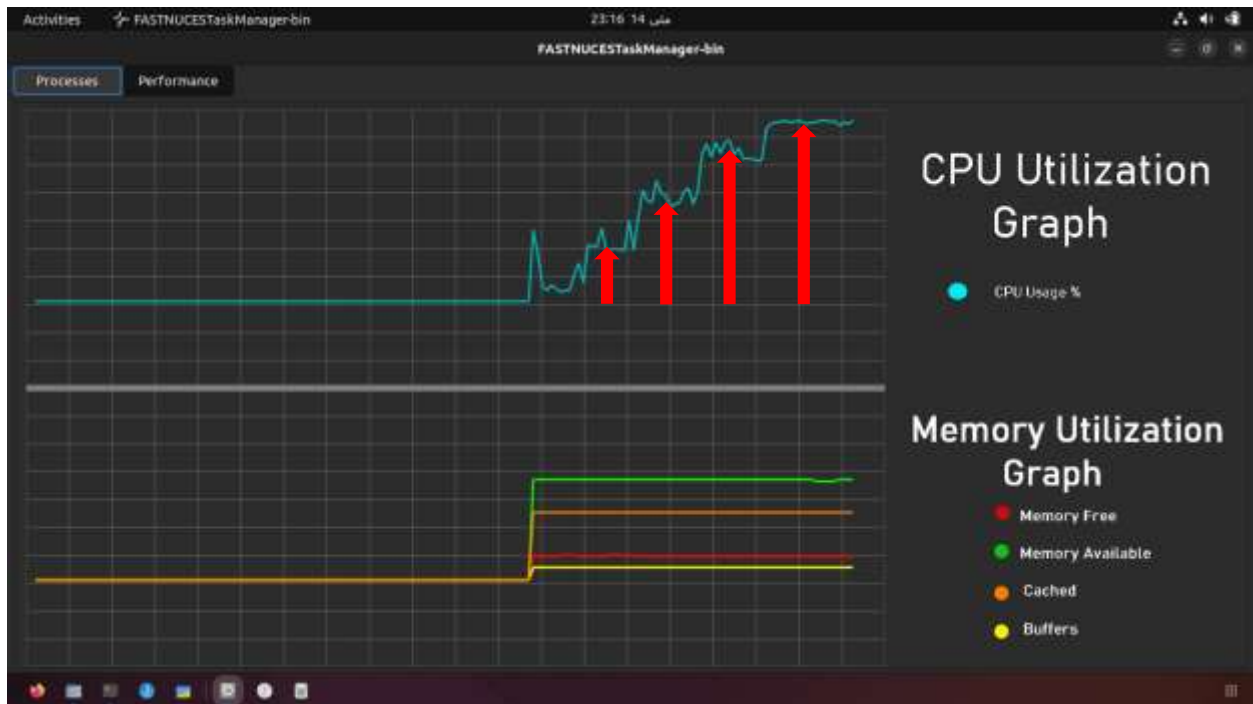 Activities FASTNUCESTaskManager-bin 23:16 14 مئی
FASTNUCESTaskManager-bin
Processes Performance
CPU Utilization
Graph
CPU Usage %
Memory Utilization
Graph
Memory Free
Memory Available
Cached
Buffers